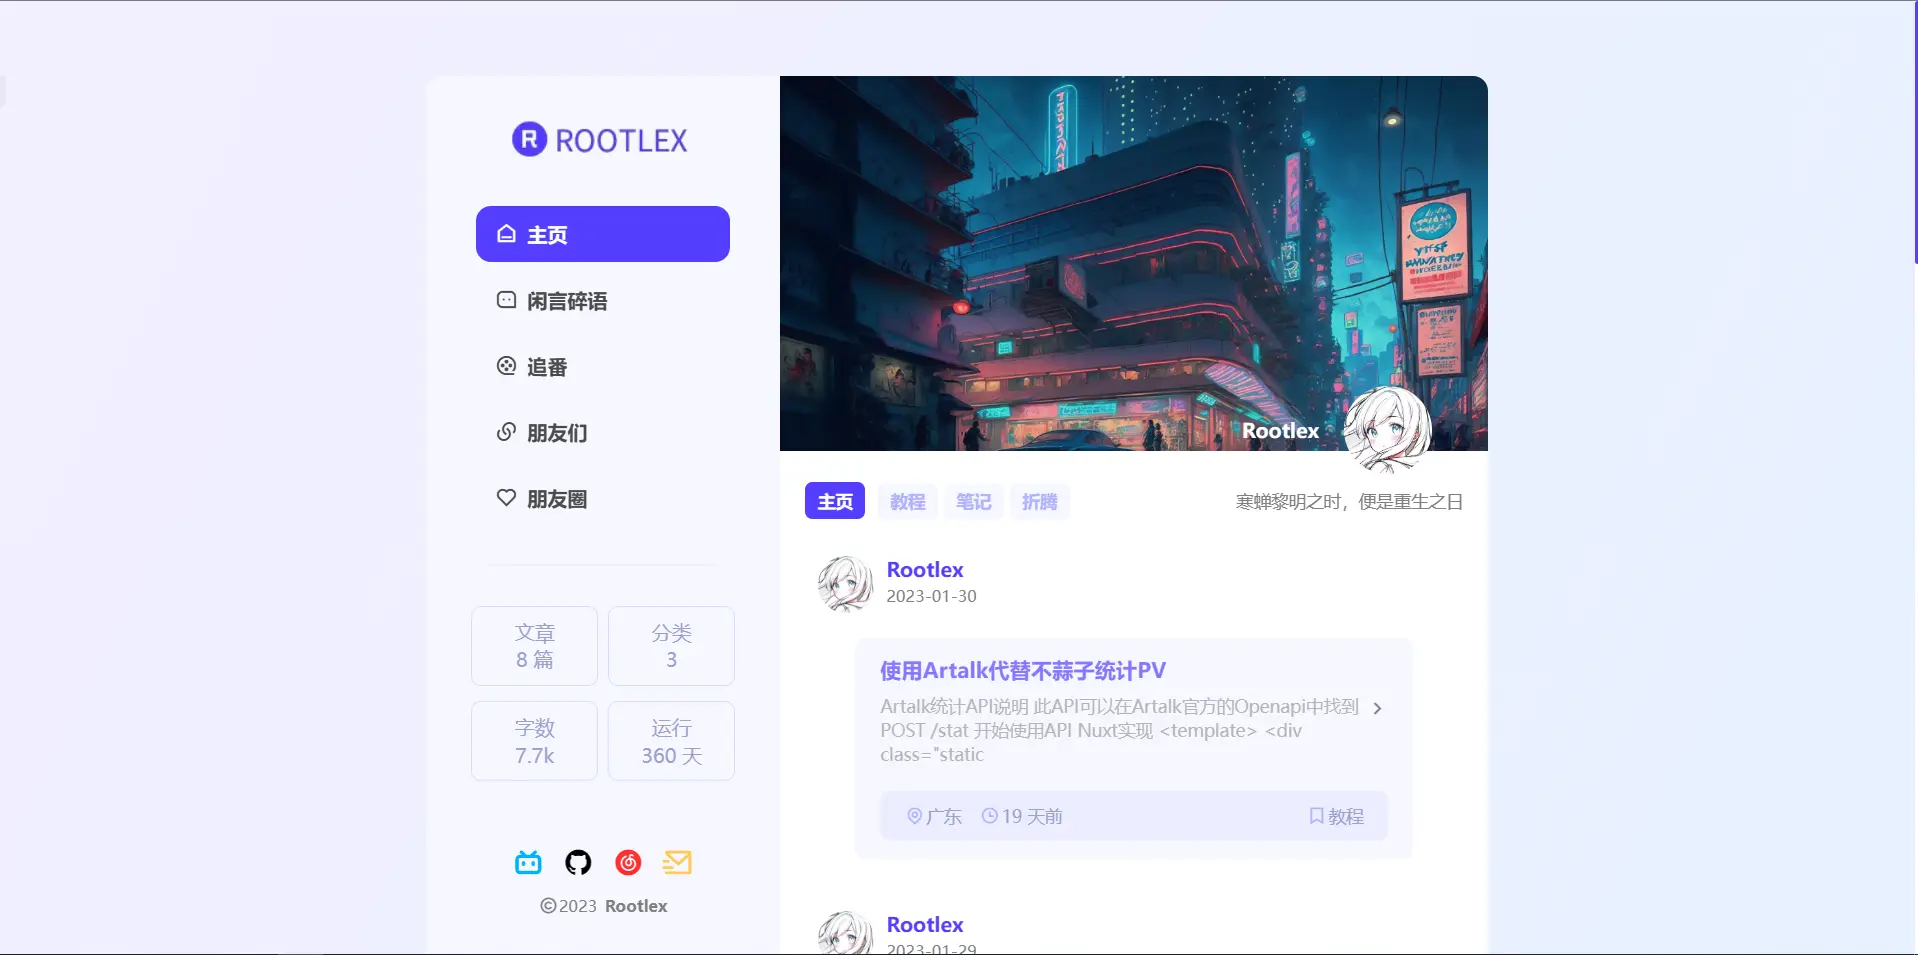 R ROOTLEX
主页
闲言碎语
追番
朋友们
朋友圈
文章
8 篇
分类
3
字数
7.7k
运行
360 天
©2023 Rootlex
Rootlex
主页 教程 笔记 折腾
寒蝉黎明之时，便是重生之日
Rootlex
2023-01-30
使用Artalk代替不蒜子统计PV
Artalk统计API说明 此API可以在Artalk官方的Openapi中找到
POST /stat 开始使用API Nuxt实现 <template> <div
class="static
广东 19 天前 教程
Rootlex
2023-01-29